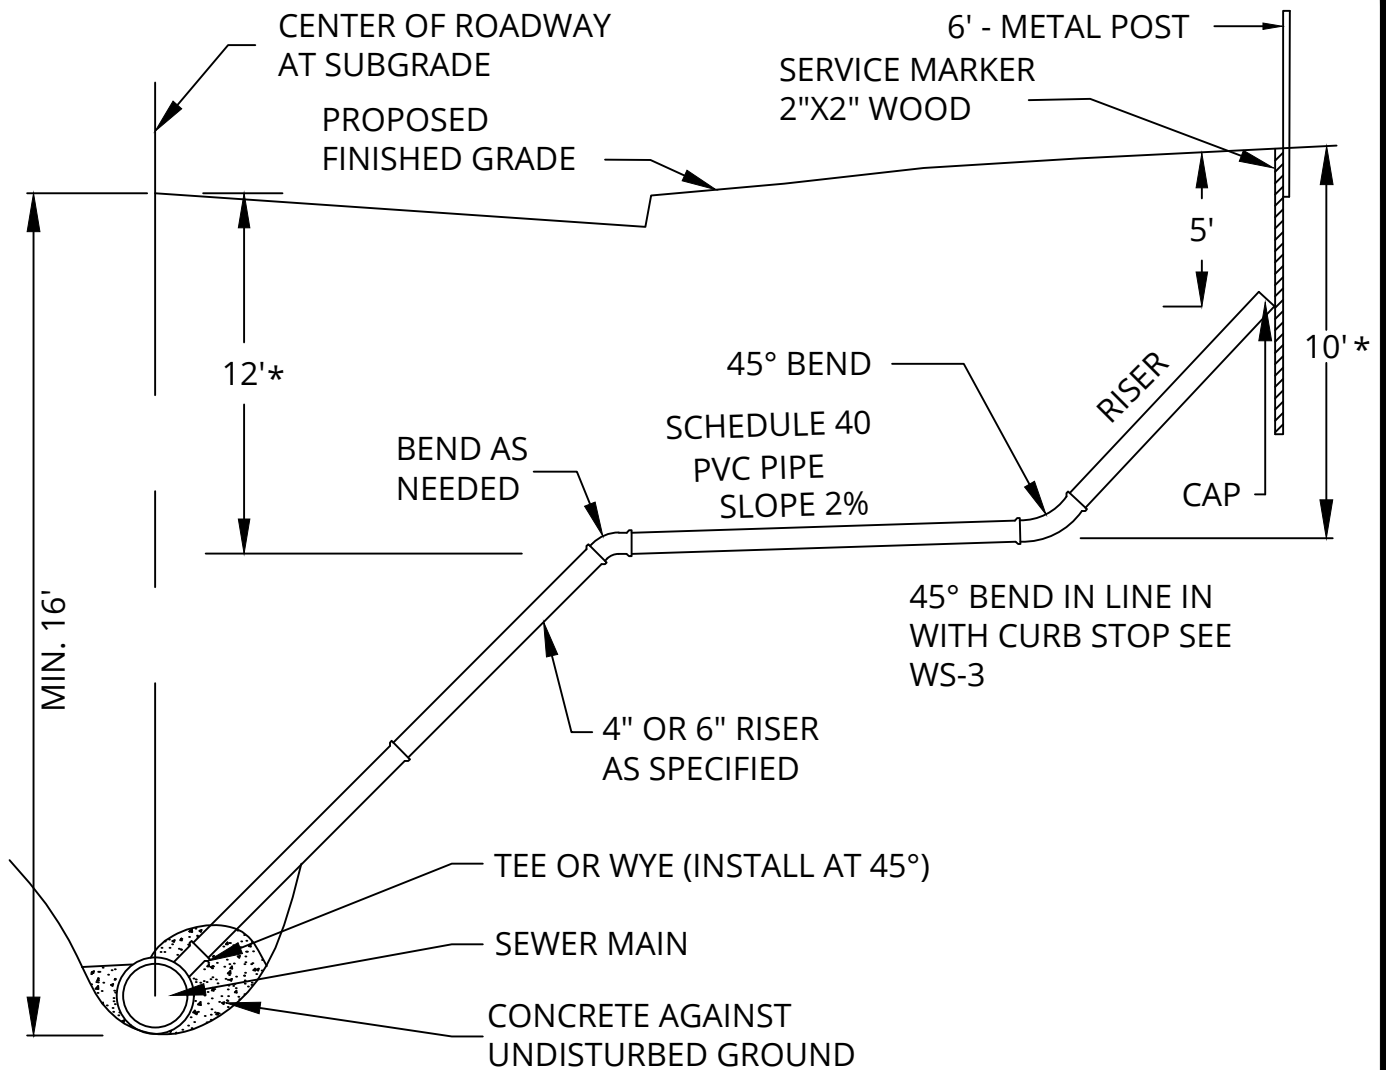 CENTER OF ROADWAY
AT SUBGRADE
6' - METAL POST
SERVICE MARKER
2"X2" WOOD
PROPOSED
FINISHED GRADE
5'
12'*
10'*
45° BEND
RISER
SCHEDULE 40
PVC PIPE
SLOPE 2%
BEND AS
NEEDED
CAP
MIN. 16'
45° BEND IN LINE IN
WITH CURB STOP SEE
WS-3
4" OR 6" RISER
AS SPECIFIED
TEE OR WYE (INSTALL AT 45°)
SEWER MAIN
CONCRETE AGAINST
UNDISTURBED GROUND